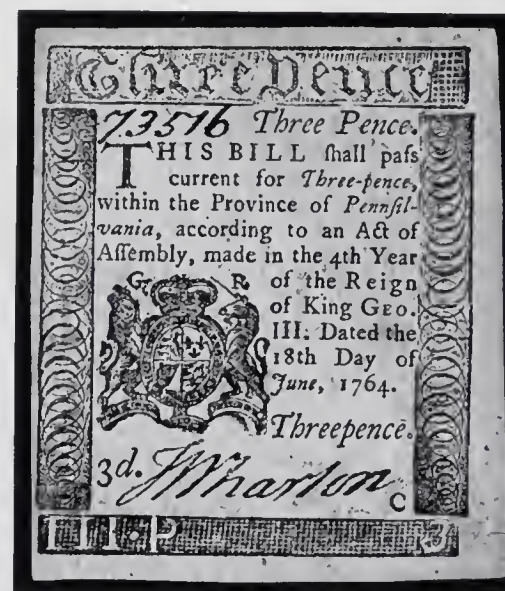 Three Pence
73516 Three Pence.
THIS BILL ſhall paſs
current for Three-pence,
within the Province of Pennſil-
vania, according to an Act of
Aſſembly, made in the 4th Year
G. R. of the Reign
of King GEO.
III. Dated the
18th Day of
June, 1764.
Threepence.
3d. J Wharton
C
III.P 3